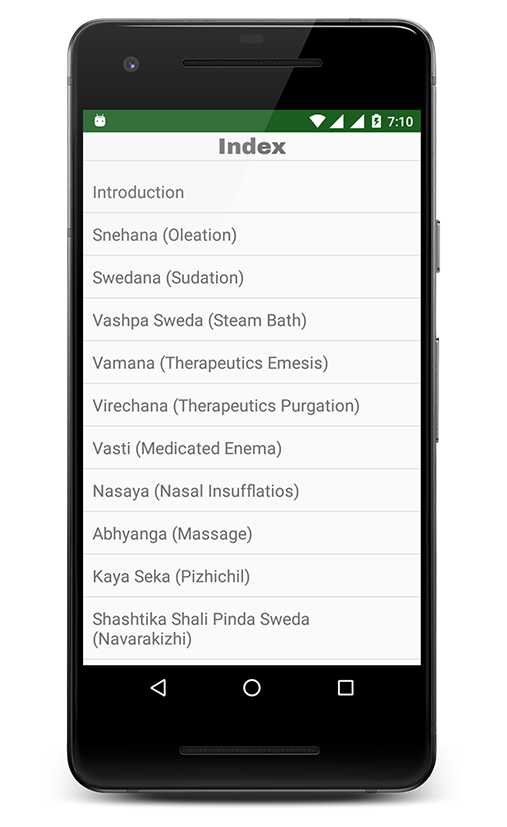 7:10
Index
Introduction
Snehana (Oleation)
Swedana (Sudation)
Vashpa Sweda (Steam Bath)
Vamana (Therapeutics Emesis)
Virechana (Therapeutics Purgation)
Vasti (Medicated Enema)
Nasaya (Nasal Insufflatios)
Abhyanga (Massage)
Kaya Seka (Pizhichil)
Shashtika Shali Pinda Sweda
(Navarakizhi)